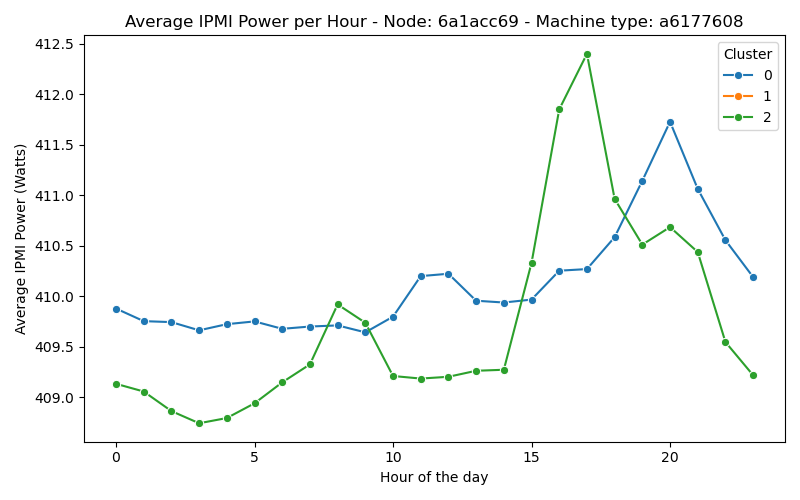 Average IPMI Power per Hour - Node: 6a1acc69 - Machine type: a6177608
Cluster
0
1
2
412.5
412.0
411.5
411.0
410.5
410.0
409.5
409.0
Average IPMI Power (Watts)
0 5 10 15 20
Hour of the day